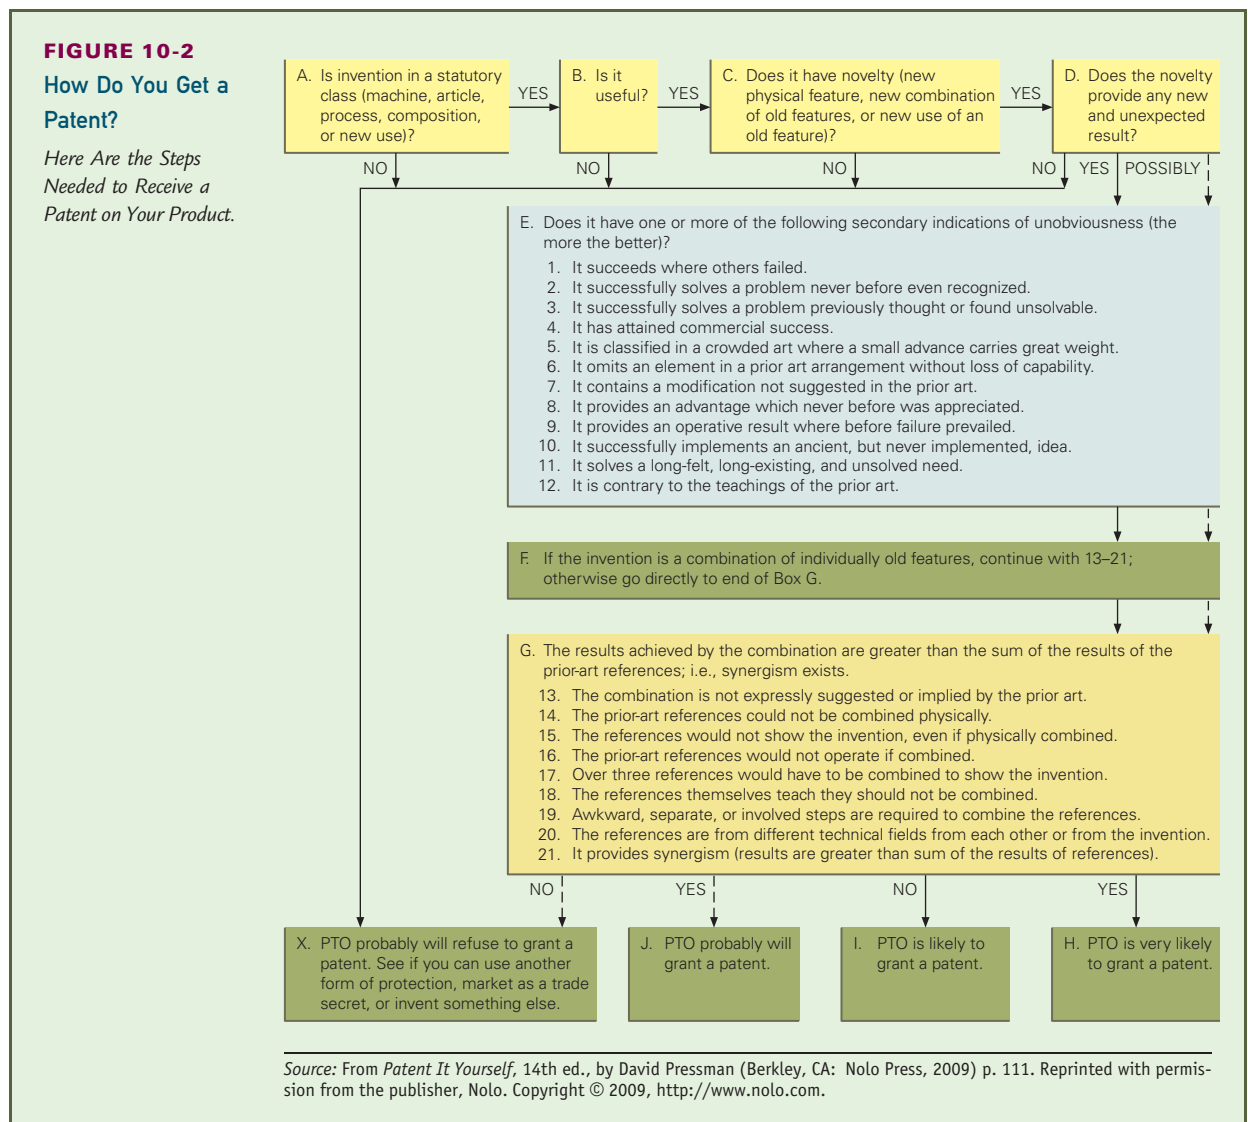 FIGURE 10-2
How Do You Get a
Patent?
Here Are the Steps
Needed to Receive a
Patent on Your Product.
A. Is invention in a statutory
class (machine, article,
process, composition,
or new use)?
YES
B. Is it
useful?
YES
C. Does it have novelty (new
physical feature, new combination
of old features, or new use of an
old feature)?
YES
D. Does the novelty
provide any new
and unexpected
result?
NO
NO
NO
NO YES POSSIBLY
E. Does it have one or more of the following secondary indications of unobviousness (the
more the better)?
1. It succeeds where others failed.
2. It successfully solves a problem never before even recognized.
3. It successfully solves a problem previously thought or found unsolvable.
4. It has attained commercial success.
5. It is classified in a crowded art where a small advance carries great weight.
6. It omits an element in a prior art arrangement without loss of capability.
7. It contains a modification not suggested in the prior art.
8. It provides an advantage which never before was appreciated.
9. It provides an operative result where before failure prevailed.
10. It successfully implements an ancient, but never implemented, idea.
11. It solves a long-felt, long-existing, and unsolved need.
12. It is contrary to the teachings of the prior art.
F. If the invention is a combination of individually old features, continue with 13–21;
otherwise go directly to end of Box G.
G. The results achieved by the combination are greater than the sum of the results of the
prior-art references; i.e., synergism exists.
13. The combination is not expressly suggested or implied by the prior art.
14. The prior-art references could not be combined physically.
15. The references would not show the invention, even if physically combined.
16. The prior-art references would not operate if combined.
17. Over three references would have to be combined to show the invention.
18. The references themselves teach they should not be combined.
19. Awkward, separate, or involved steps are required to combine the references.
20. The references are from different technical fields from each other or from the invention.
21. It provides synergism (results are greater than sum of the results of references).
NO
YES
NO
YES
X. PTO probably will refuse to grant a
patent. See if you can use another
form of protection, market as a trade
secret, or invent something else.
J. PTO probably will
grant a patent.
I. PTO is likely to
grant a patent.
H. PTO is very likely
to grant a patent.
Source: From Patent It Yourself, 14th ed., by David Pressman (Berkley, CA: Nolo Press, 2009) p. 111. Reprinted with permis-
sion from the publisher, Nolo. Copyright © 2009, http://www.nolo.com.